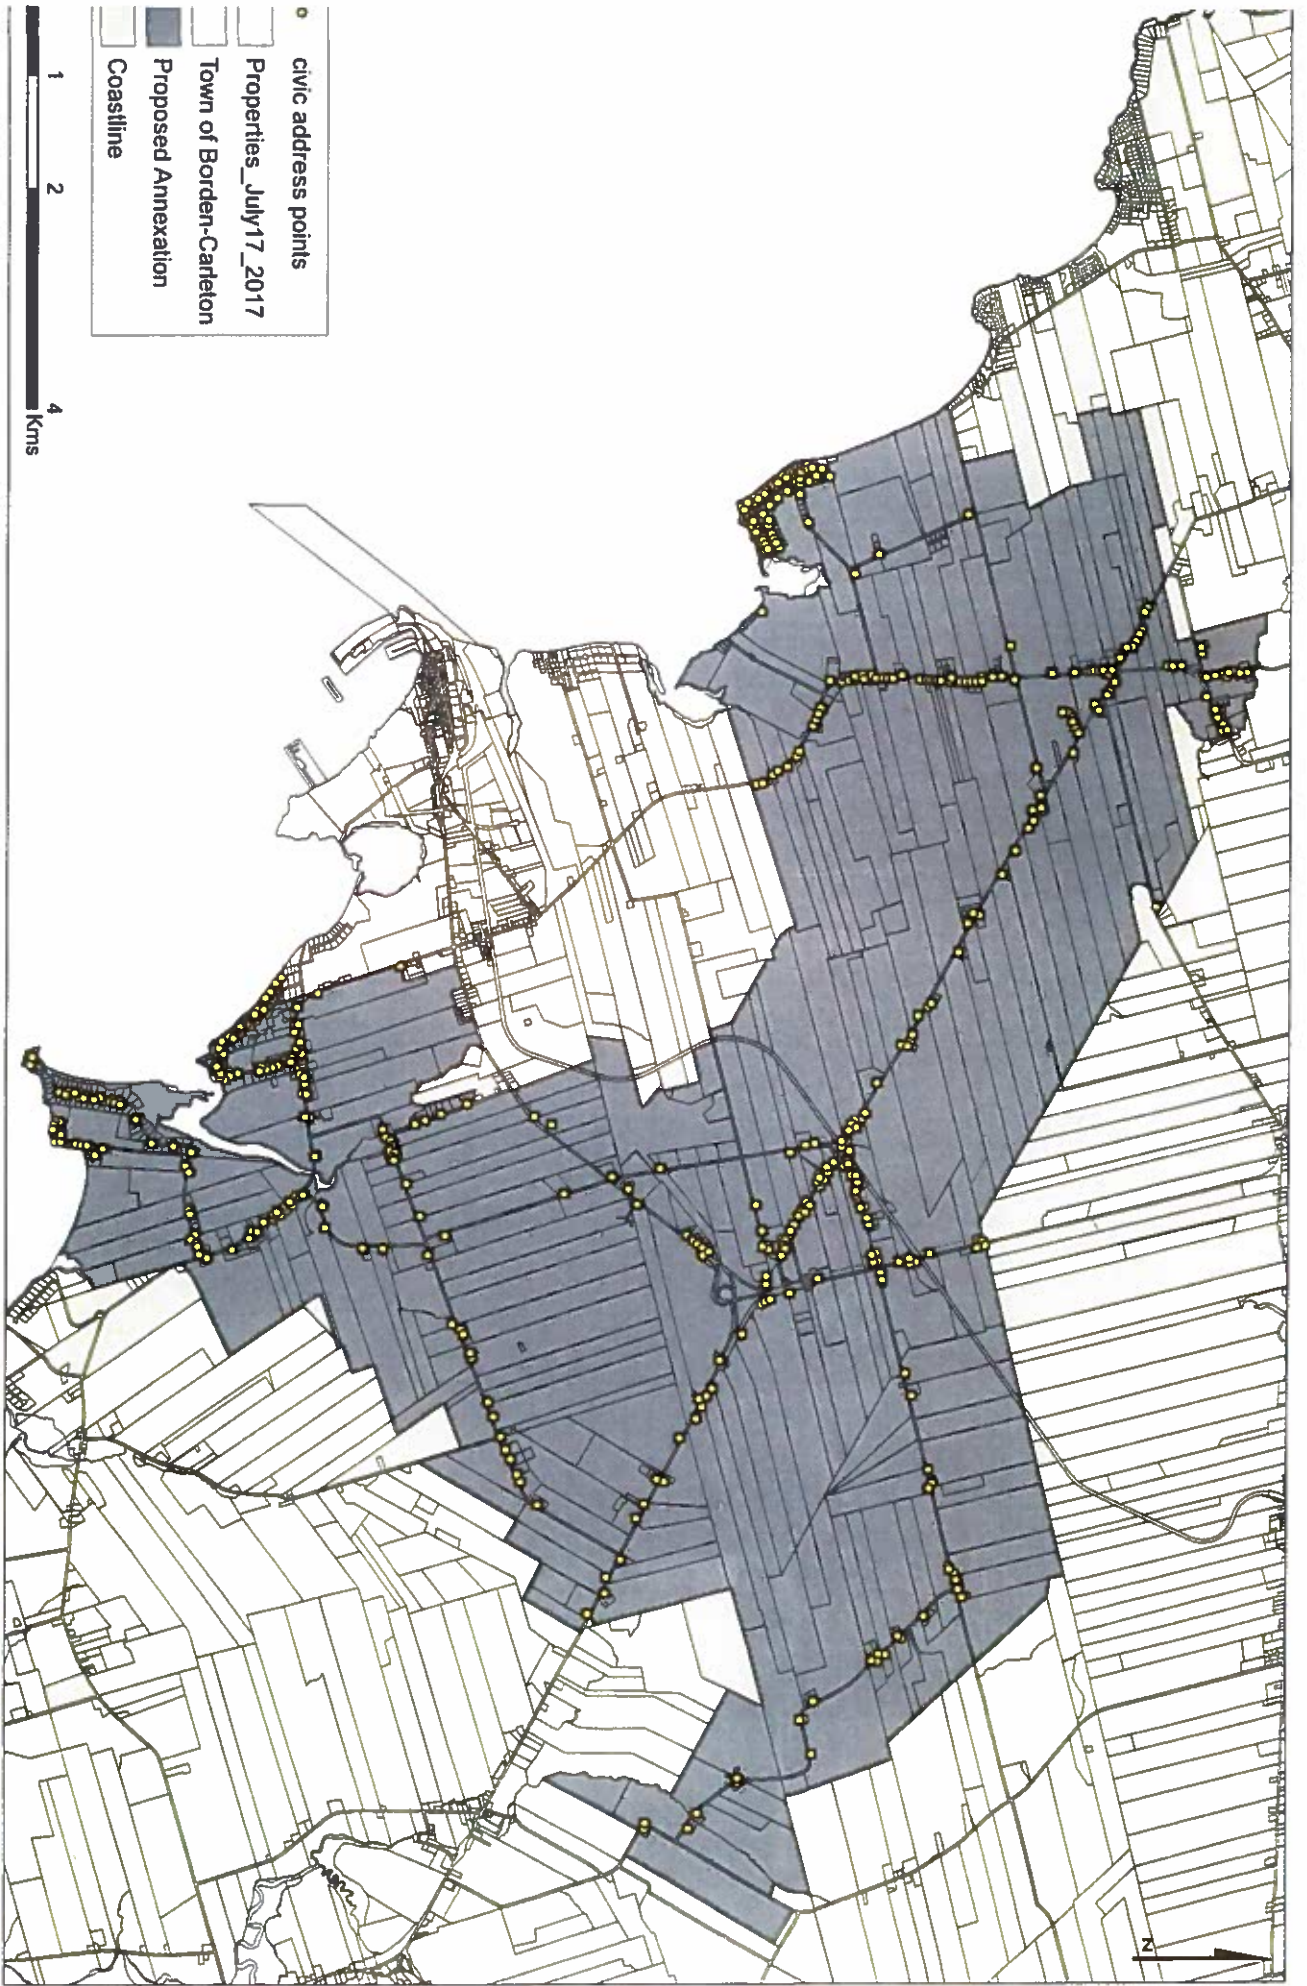 civic address points
Properties_July17_2017
Town of Borden-Carleton
Proposed Annexation
Coastline
1 2 4
Kms
N